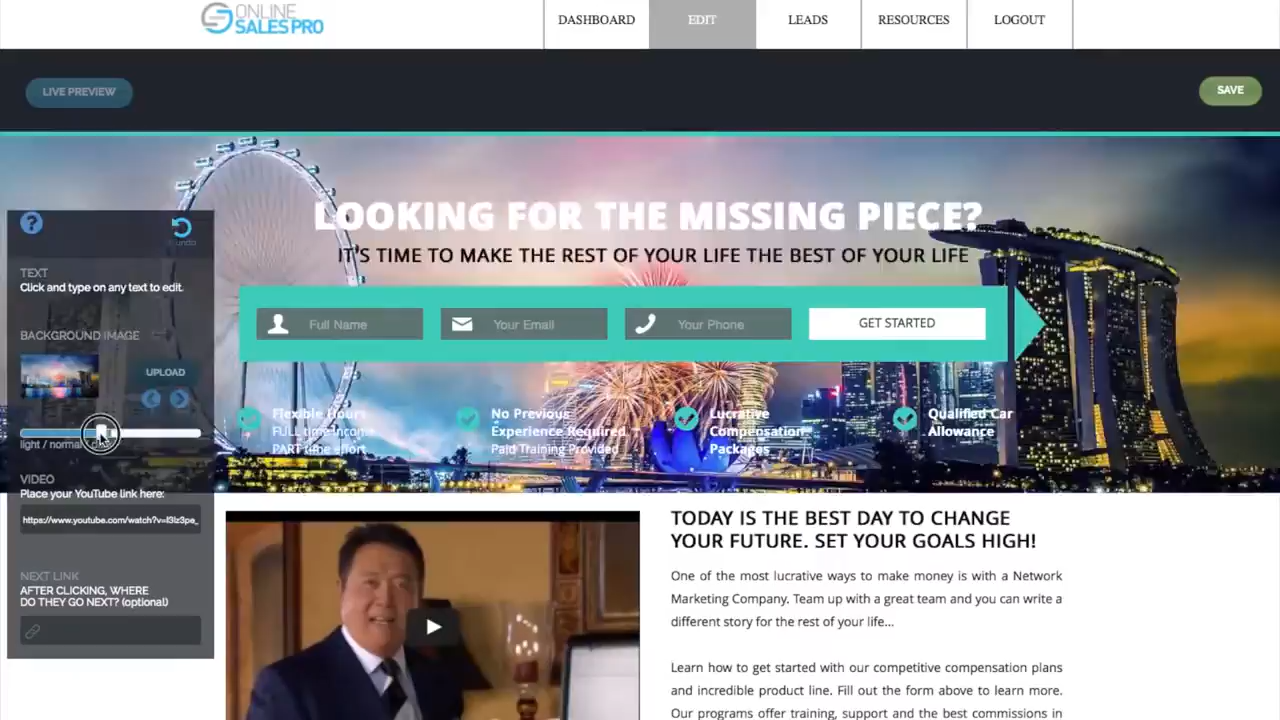 ONLINE
SALES PRO
DASHBOARD
EDIT
LEADS
RESOURCES
LOGOUT
LIVE PREVIEW
SAVE
LOOKING FOR THE MISSING PIECE?
IT'S TIME TO MAKE THE REST OF YOUR LIFE THE BEST OF YOUR LIFE
Full Name
Your Email
Your Phone
GET STARTED
Flexible Hours
FULL time income
PART time effort
No Previous
Experience Required
Paid Training Provided
Lucrative
Compensation
Packages
Qualified Car
Allowance
?
undo
TEXT
Click and type on any text to edit.
BACKGROUND IMAGE
UPLOAD
light / normal
VIDEO
Place your YouTube link here:
https://www.youtube.com/watch?v=
NEXT LINK
AFTER CLICKING, WHERE
DO THEY GO NEXT? (optional)
TODAY IS THE BEST DAY TO CHANGE
YOUR FUTURE. SET YOUR GOALS HIGH!
One of the most lucrative ways to make money is with a Network
Marketing Company. Team up with a great team and you can write a
different story for the rest of your life...
Learn how to get started with our competitive compensation plans
and incredible product line. Fill out the form above to learn more.
Our programs offer training, support and the best commissions in